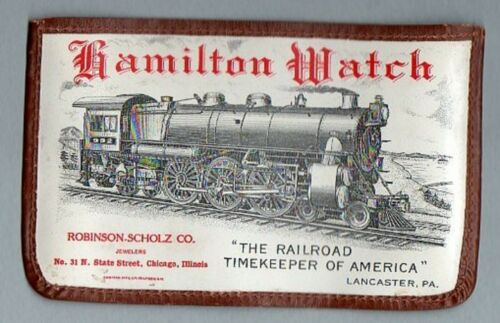 Hamilton Watch
992
ROBINSON-SCHOLZ CO.
JEWELERS
No. 31 N. State Street, Chicago, Illinois
"THE RAILROAD
TIMEKEEPER OF AMERICA"
LANCASTER, PA.